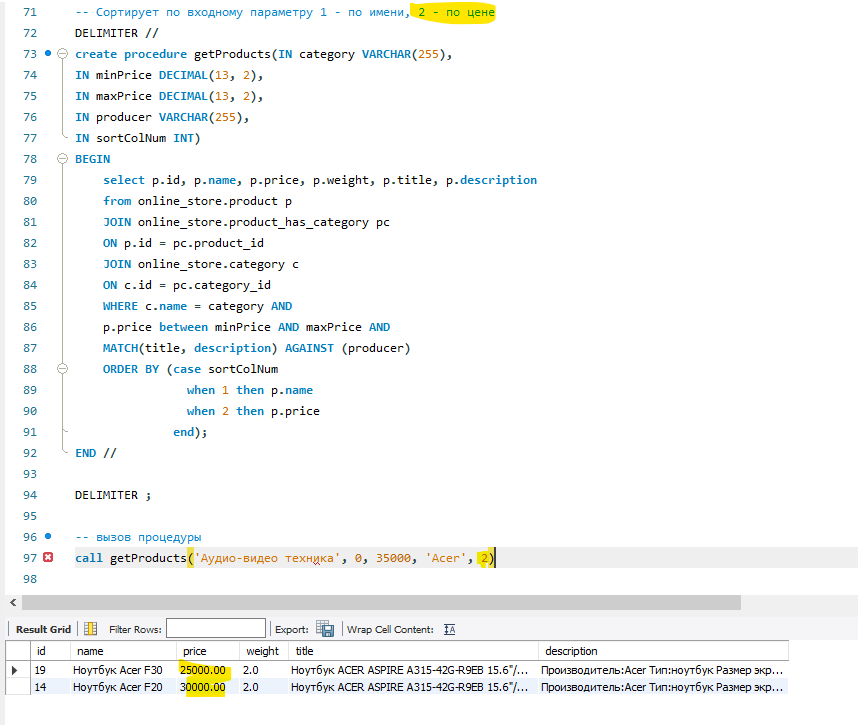 71 -- Сортирует по входному параметру 1 - по имени, 2 - по цене
72 DELIMITER //
73 create procedure getProducts(IN category VARCHAR(255),
74 IN minPrice DECIMAL(13, 2),
75 IN maxPrice DECIMAL(13, 2),
76 IN producer VARCHAR(255),
77 IN sortColNum INT)
78 BEGIN
79 select p.id, p.name, p.price, p.weight, p.title, p.description
80 from online_store.product p
81 JOIN online_store.product_has_category pc
82 ON p.id = pc.product_id
83 JOIN online_store.category c
84 ON c.id = pc.category_id
85 WHERE c.name = category AND
86 p.price between minPrice AND maxPrice AND
87 MATCH(title, description) AGAINST (producer)
88 ORDER BY (case sortColNum
89 when 1 then p.name
90 when 2 then p.price
91 end);
92 END //
93
94 DELIMITER ;
95
96 -- вызов процедуры
97 call getProducts('Аудио-видео техника', 0, 35000, 'Acer', 2)
98
Result Grid Filter Rows: Export: Wrap Cell Content: IA
id name price weight title description
19 Ноутбук Acer F30 25000.00 2.0 Ноутбук ACER ASPIRE A315-42G-R9EB 15.6"/... Производитель:Acer Тип:ноутбук Размер экр...
14 Ноутбук Acer F20 30000.00 2.0 Ноутбук ACER ASPIRE A315-42G-R9EB 15.6"/... Производитель:Acer Тип:ноутбук Размер экр...